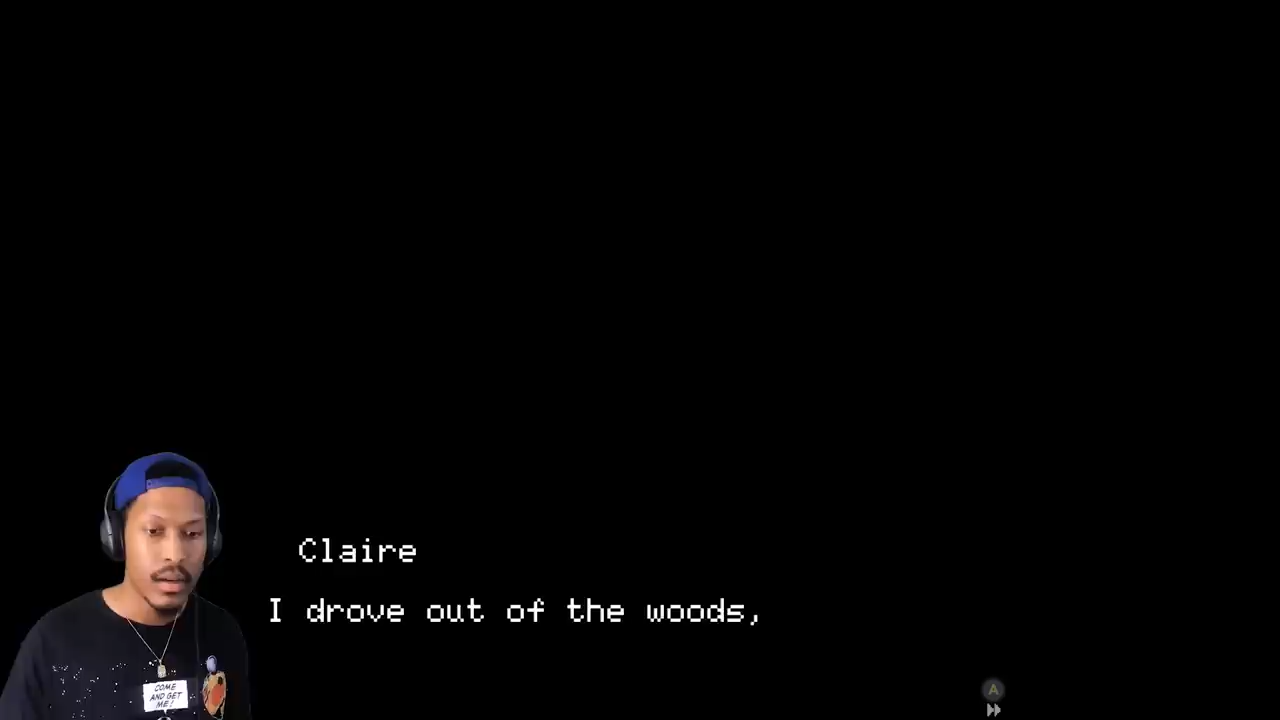 Claire
I drove out of the woods,
COME
AND GET
ME!
A